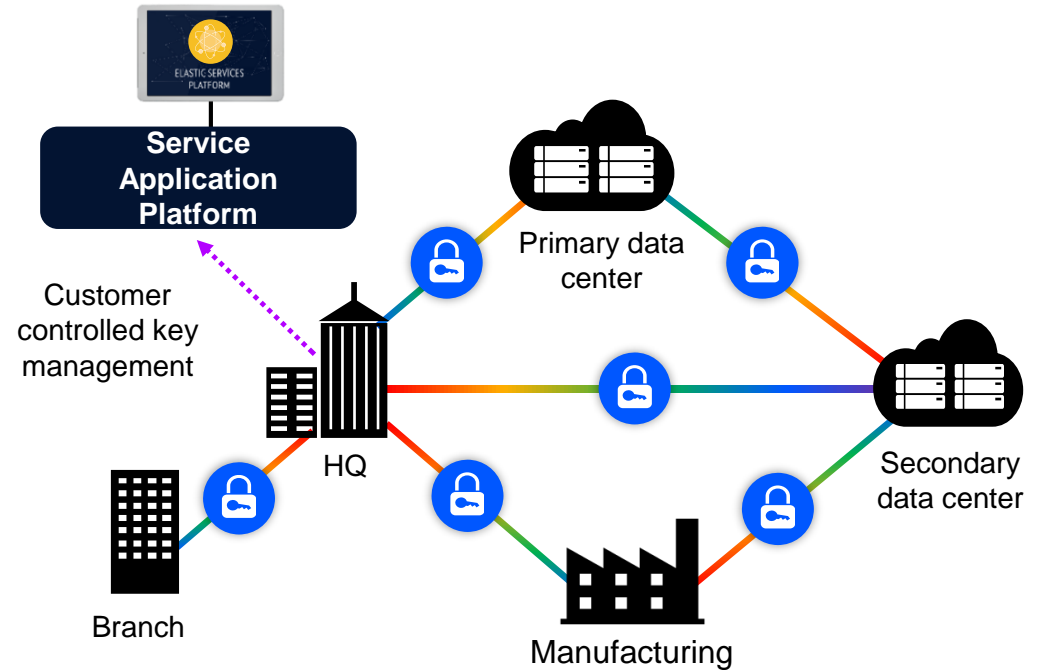 ELASTIC SERVICES
PLATFORM
Service
Application
Platform
Primary data
center
Customer
controlled key
management
HQ
Secondary
data center
Branch
Manufacturing